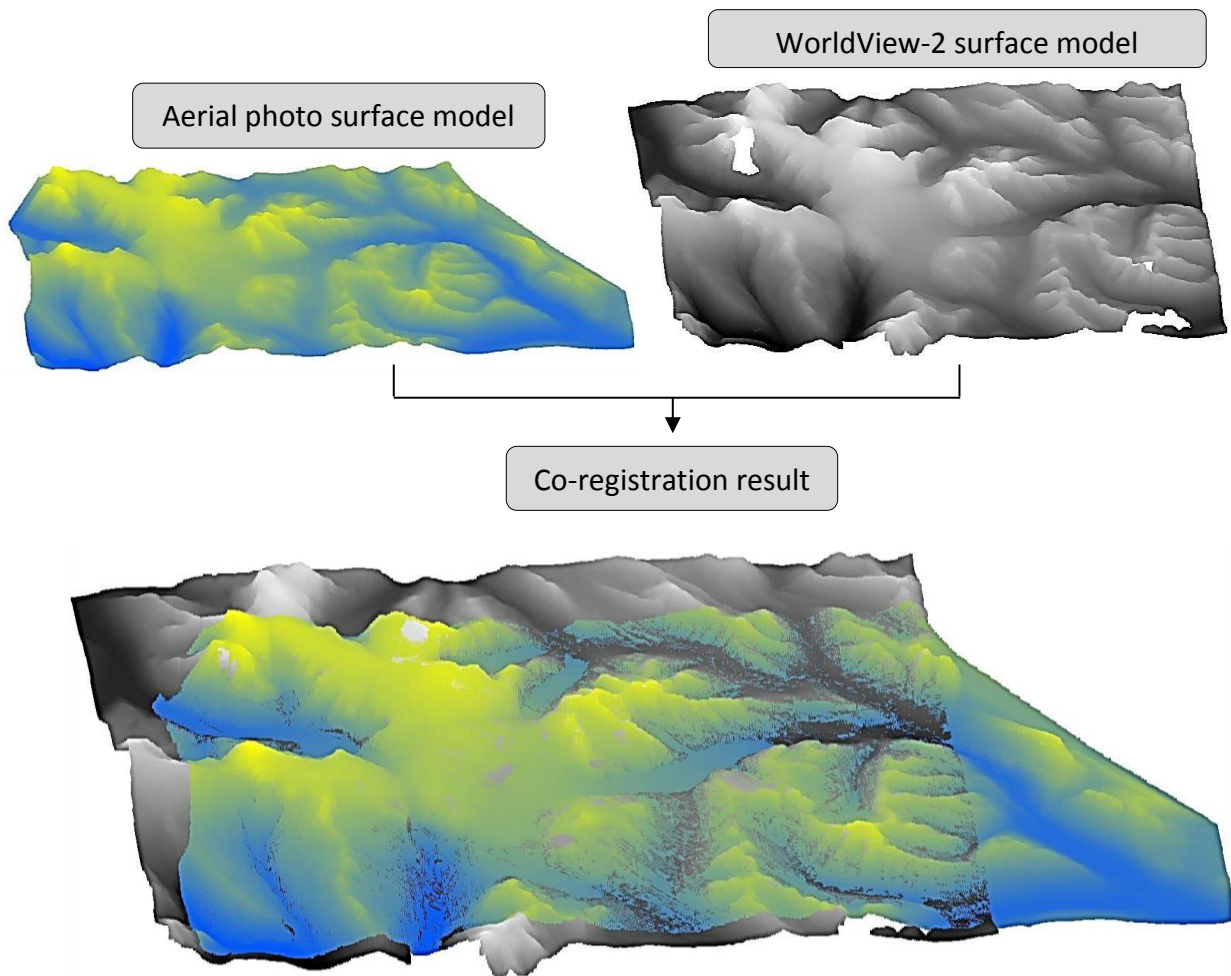 WorldView-2 surface model
Aerial photo surface model
Co-registration result